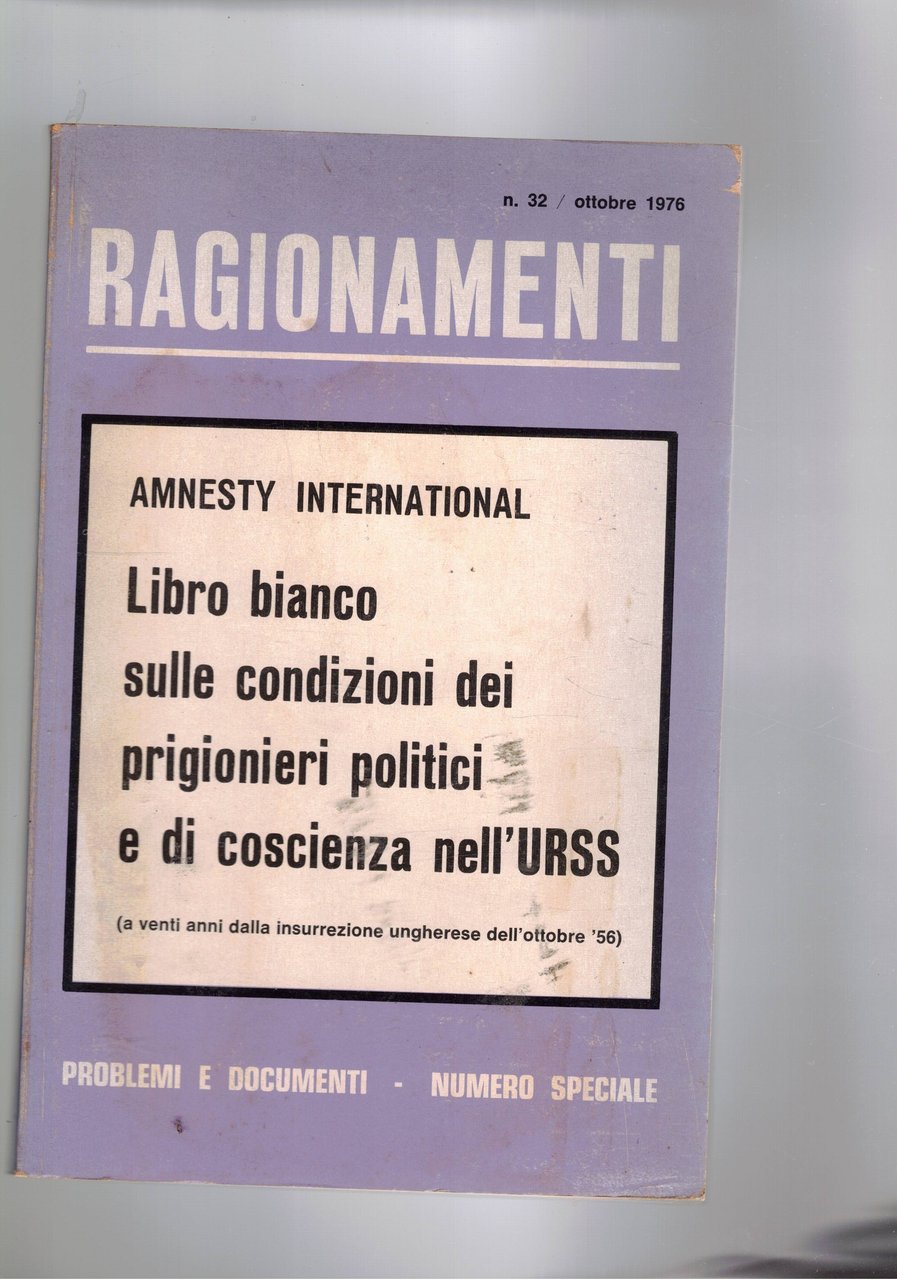 n. 32 / ottobre 1976
RAGIONAMENTI
AMNESTY INTERNATIONAL
Libro bianco
sulle condizioni dei
prigionieri politici
e di coscienza nell'URSS
(a venti anni dalla insurrezione ungherese dell'ottobre '56)
PROBLEMI E DOCUMENTI - NUMERO SPECIALE